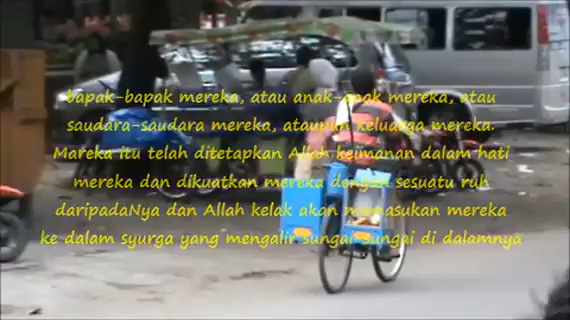 bapak-bapak mereka, atau anak-anak mereka, atau
saudara-saudara mereka, ataupun keluarga mereka.
Mareka itu telah ditetapkan Allah keimanan dalam hati
mereka dan dikuatkan mereka dengan sesuatu ruh
daripadaNya dan Allah kelak akan memasukan mereka
ke dalam syurga yang mengalir sungai-sungai di dalamnya